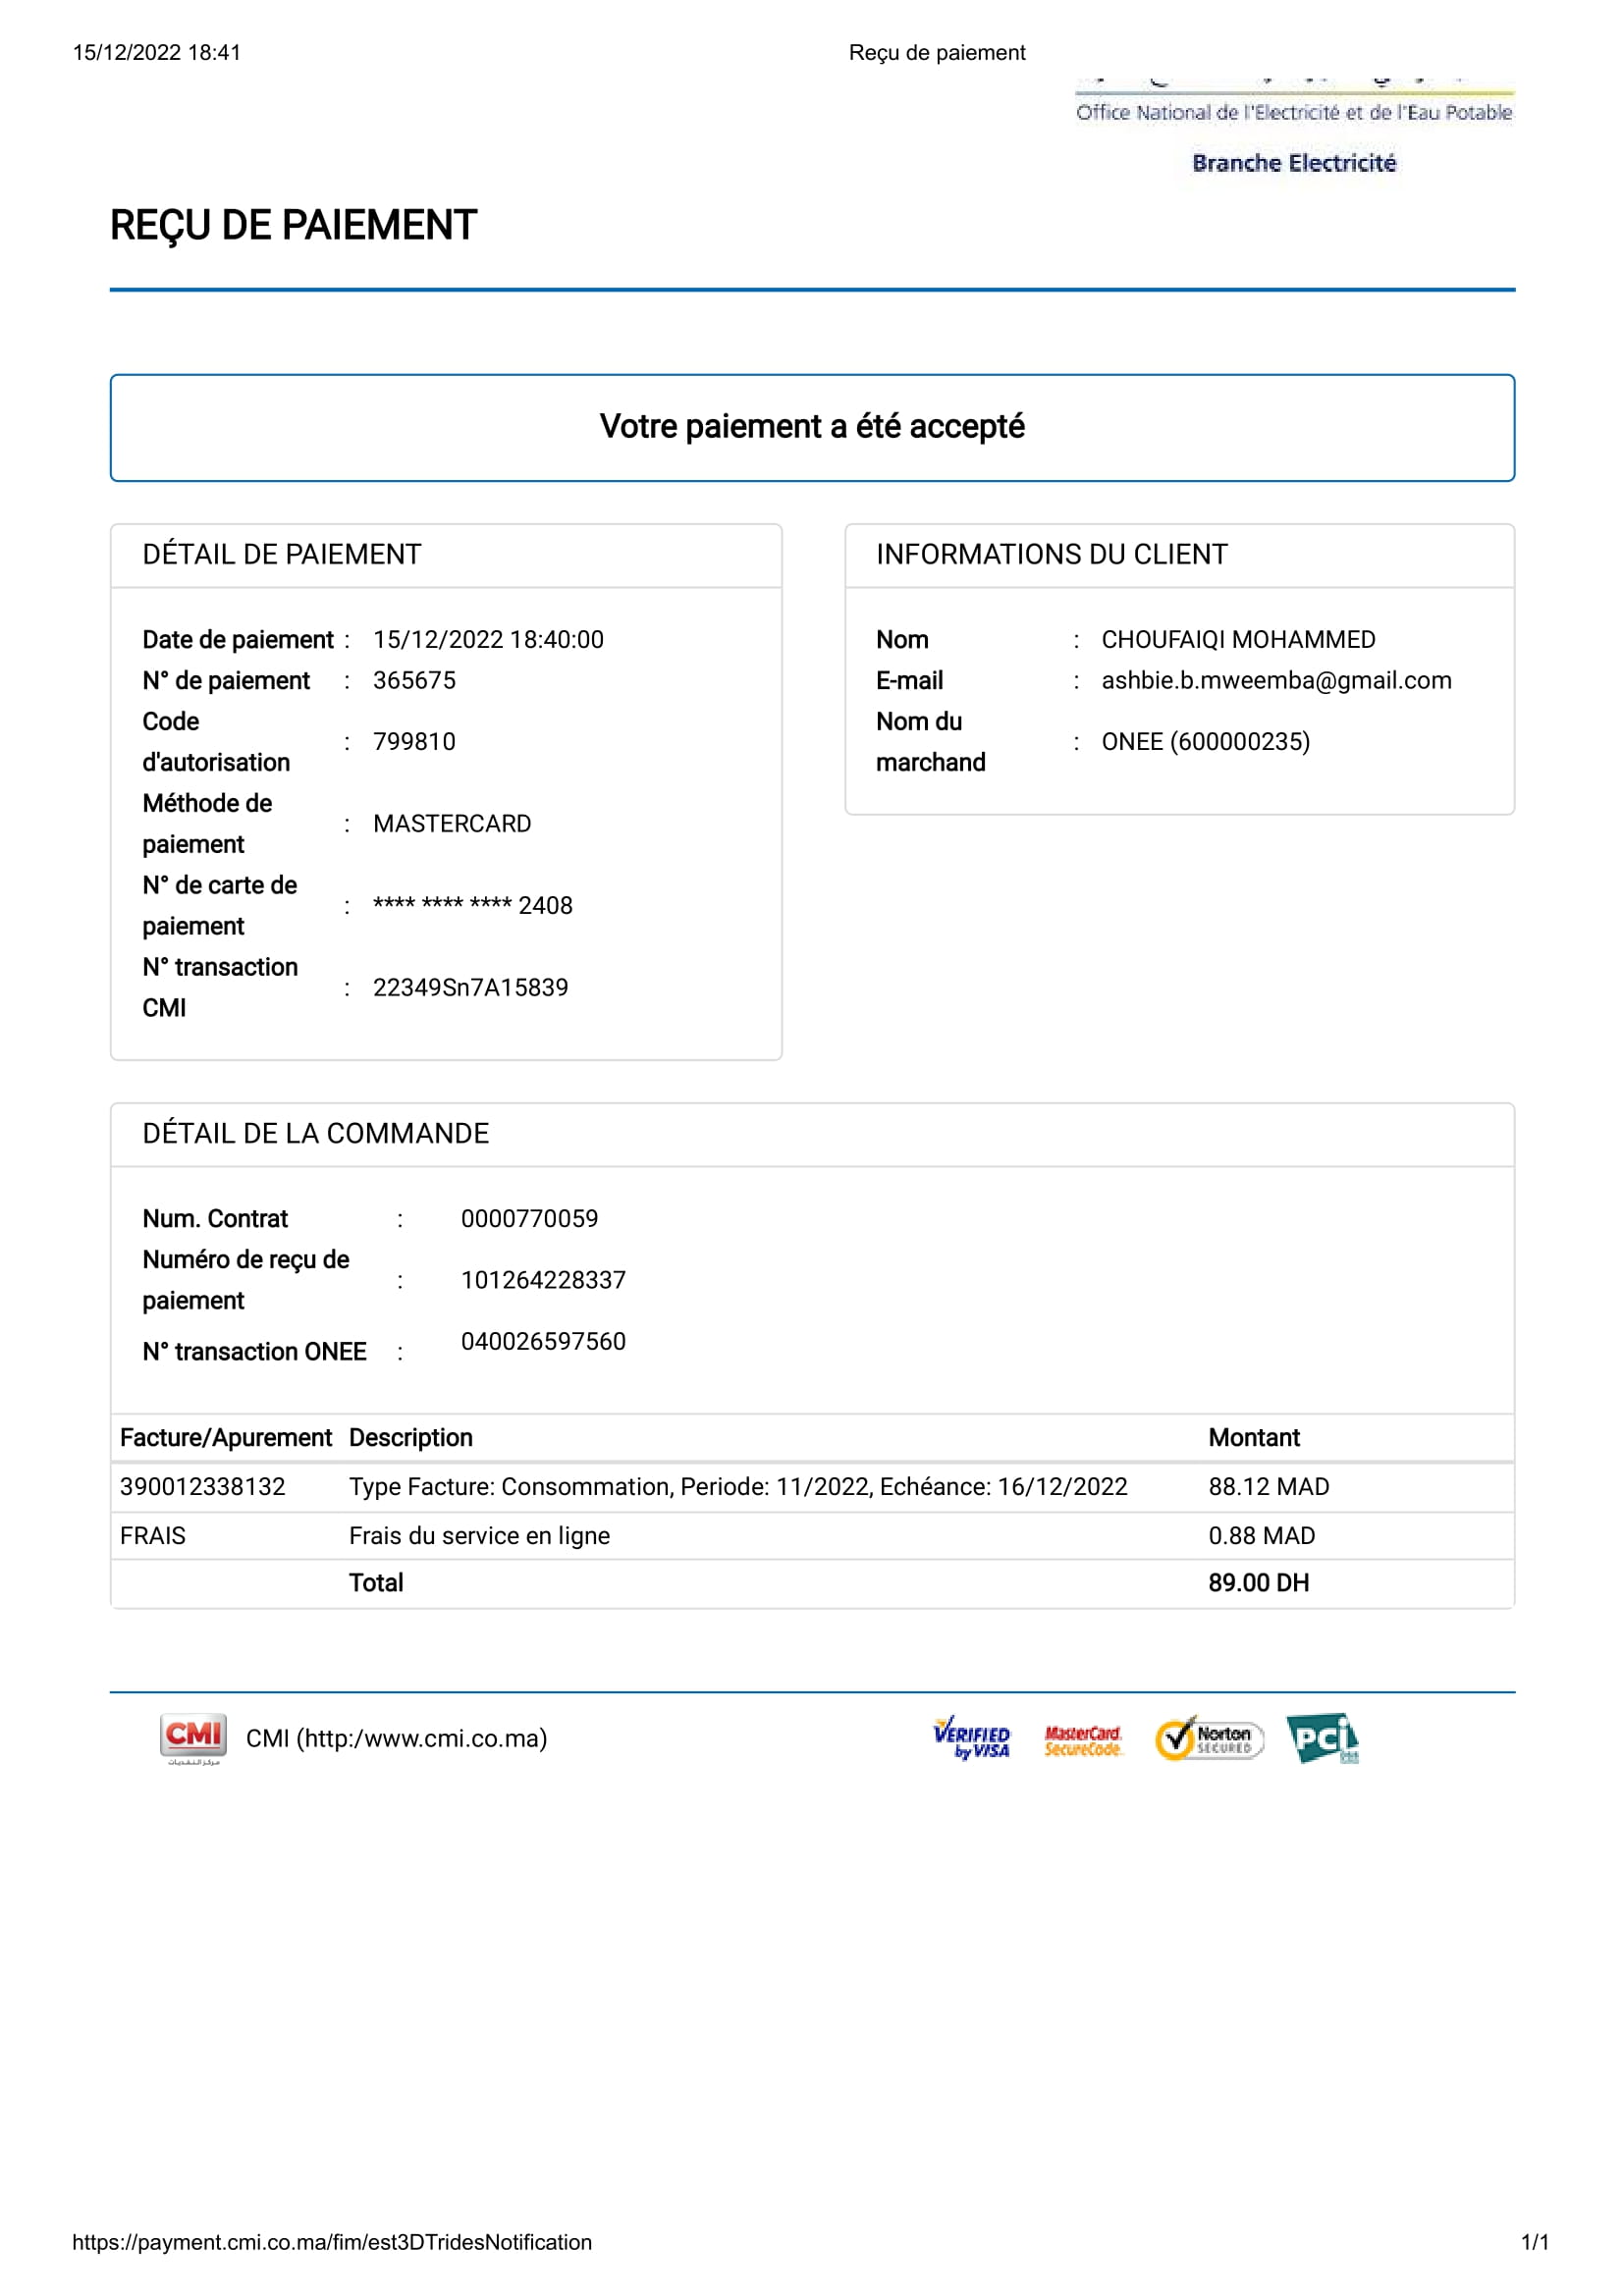 15/12/2022 18:41
Reçu de paiement
Office National de l'Electricité et de l'Eau Potable
Branche Electricité
REÇU DE PAIEMENT
Votre paiement a été accepté
DÉTAIL DE PAIEMENT
Date de paiement : 15/12/2022 18:40:00
N° de paiement : 365675
Code
d'autorisation : 799810
Méthode de
paiement : MASTERCARD
N° de carte de
paiement : **** **** **** 2408
N° transaction
CMI : 22349Sn7A15839
INFORMATIONS DU CLIENT
Nom : CHOUFAIQI MOHAMMED
E-mail : ashbie.b.mweemba@gmail.com
Nom du
marchand : ONEE (600000235)
DÉTAIL DE LA COMMANDE
Num. Contrat : 0000770059
Numéro de reçu de
paiement : 101264228337
N° transaction ONEE : 040026597560
Facture/Apurement Description Montant
390012338132 Type Facture: Consommation, Periode: 11/2022, Echéance: 16/12/2022 88.12 MAD
FRAIS Frais du service en ligne 0.88 MAD
Total 89.00 DH
CMI
مركز النقديات
CMI (http:/www.cmi.co.ma)
VERIFIED
by VISA
MasterCard.
SecureCode.
Norton
SECURED
PCI
https://payment.cmi.co.ma/fim/est3DTridesNotification
1/1